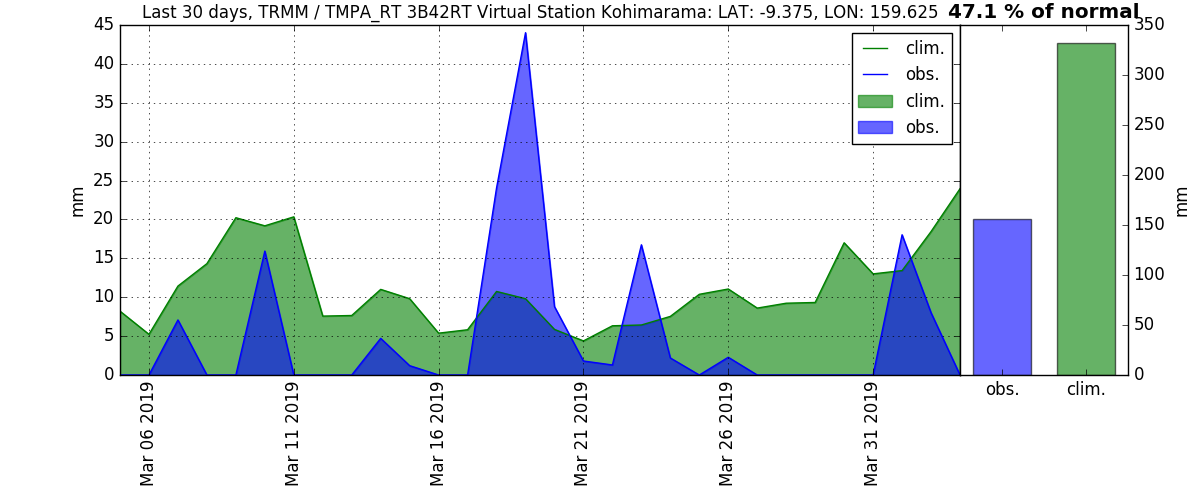 Last 30 days, TRMM / TMPA_RT 3B42RT Virtual Station Kohimarama: LAT: -9.375, LON: 159.625 47.1 % of normal
45
40
35
30
25
20
15
10
5
0
mm
clim.
obs.
clim.
obs.
Mar 06 2019
Mar 11 2019
Mar 16 2019
Mar 21 2019
Mar 26 2019
Mar 31 2019
obs.
clim.
350
300
250
200
150
100
50
0
mm